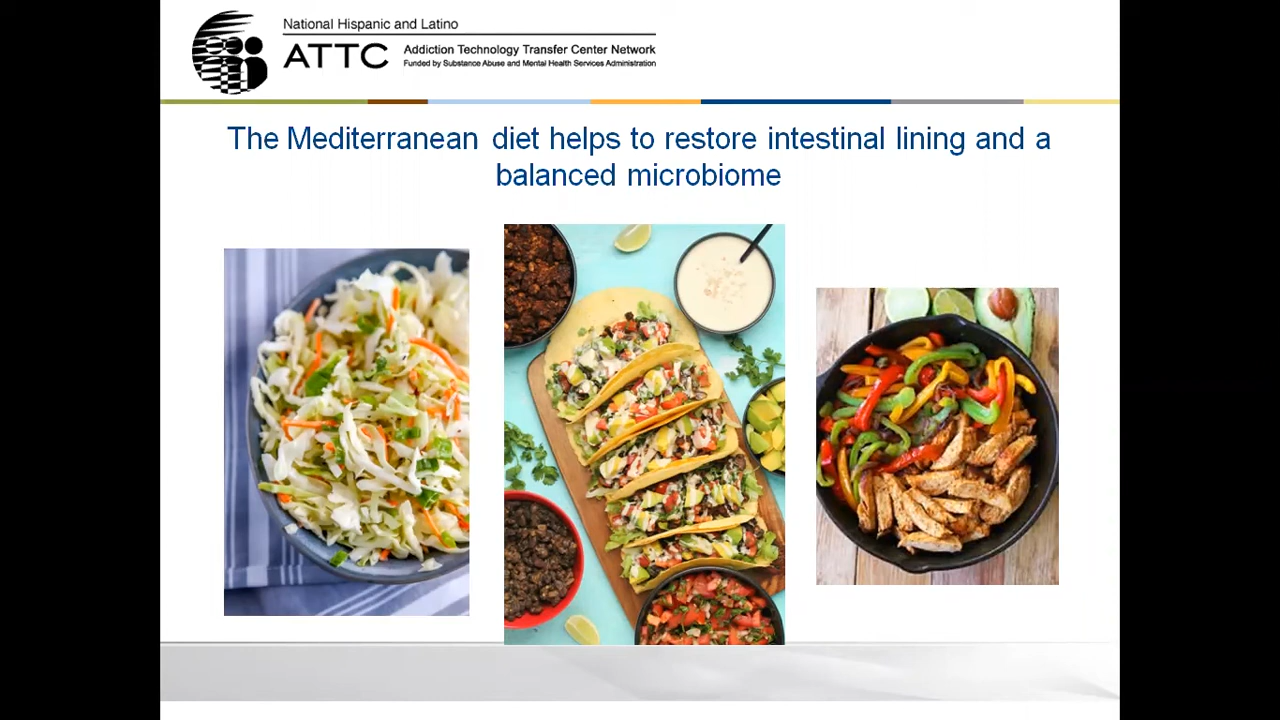 National Hispanic and Latino
ATTC
Addiction Technology Transfer Center Network
Funded by Substance Abuse and Mental Health Services Administration
The Mediterranean diet helps to restore intestinal lining and a
balanced microbiome